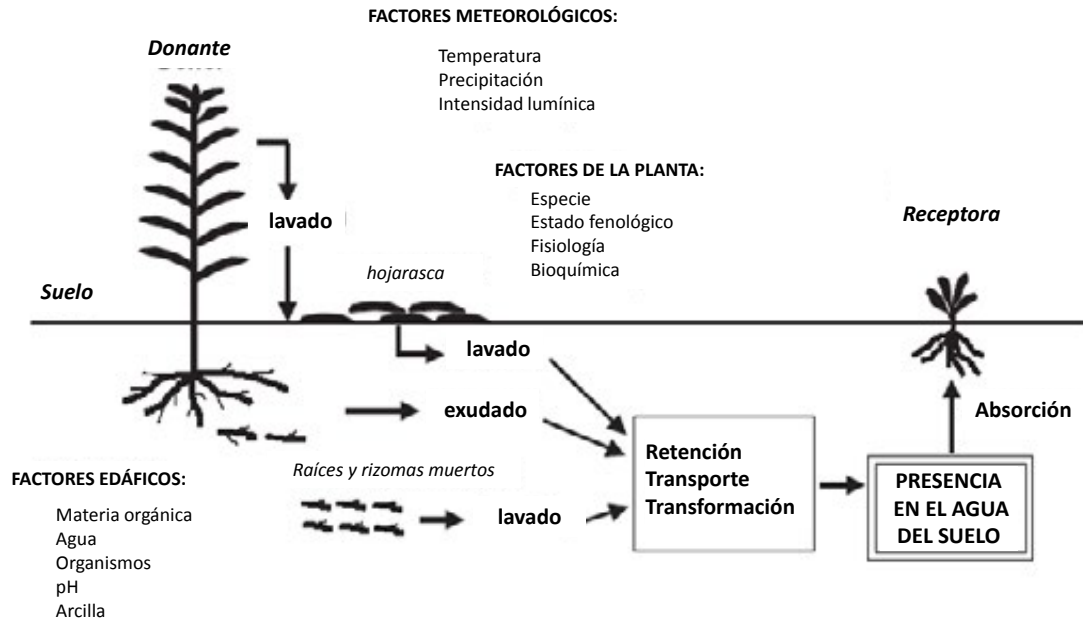 FACTORES METEOROLÓGICOS:
Temperatura
Precipitación
Intensidad lumínica
Donante
FACTORES DE LA PLANTA:
Especie
Estado fenológico
Fisiología
Bioquímica
lavado
Receptora
hojarasca
Suelo
lavado
exudado
Absorción
Retención
Transporte
Transformación
PRESENCIA
EN EL AGUA
DEL SUELO
Raíces y rizomas muertos
lavado
FACTORES EDÁFICOS:
Materia orgánica
Agua
Organismos
pH
Arcilla